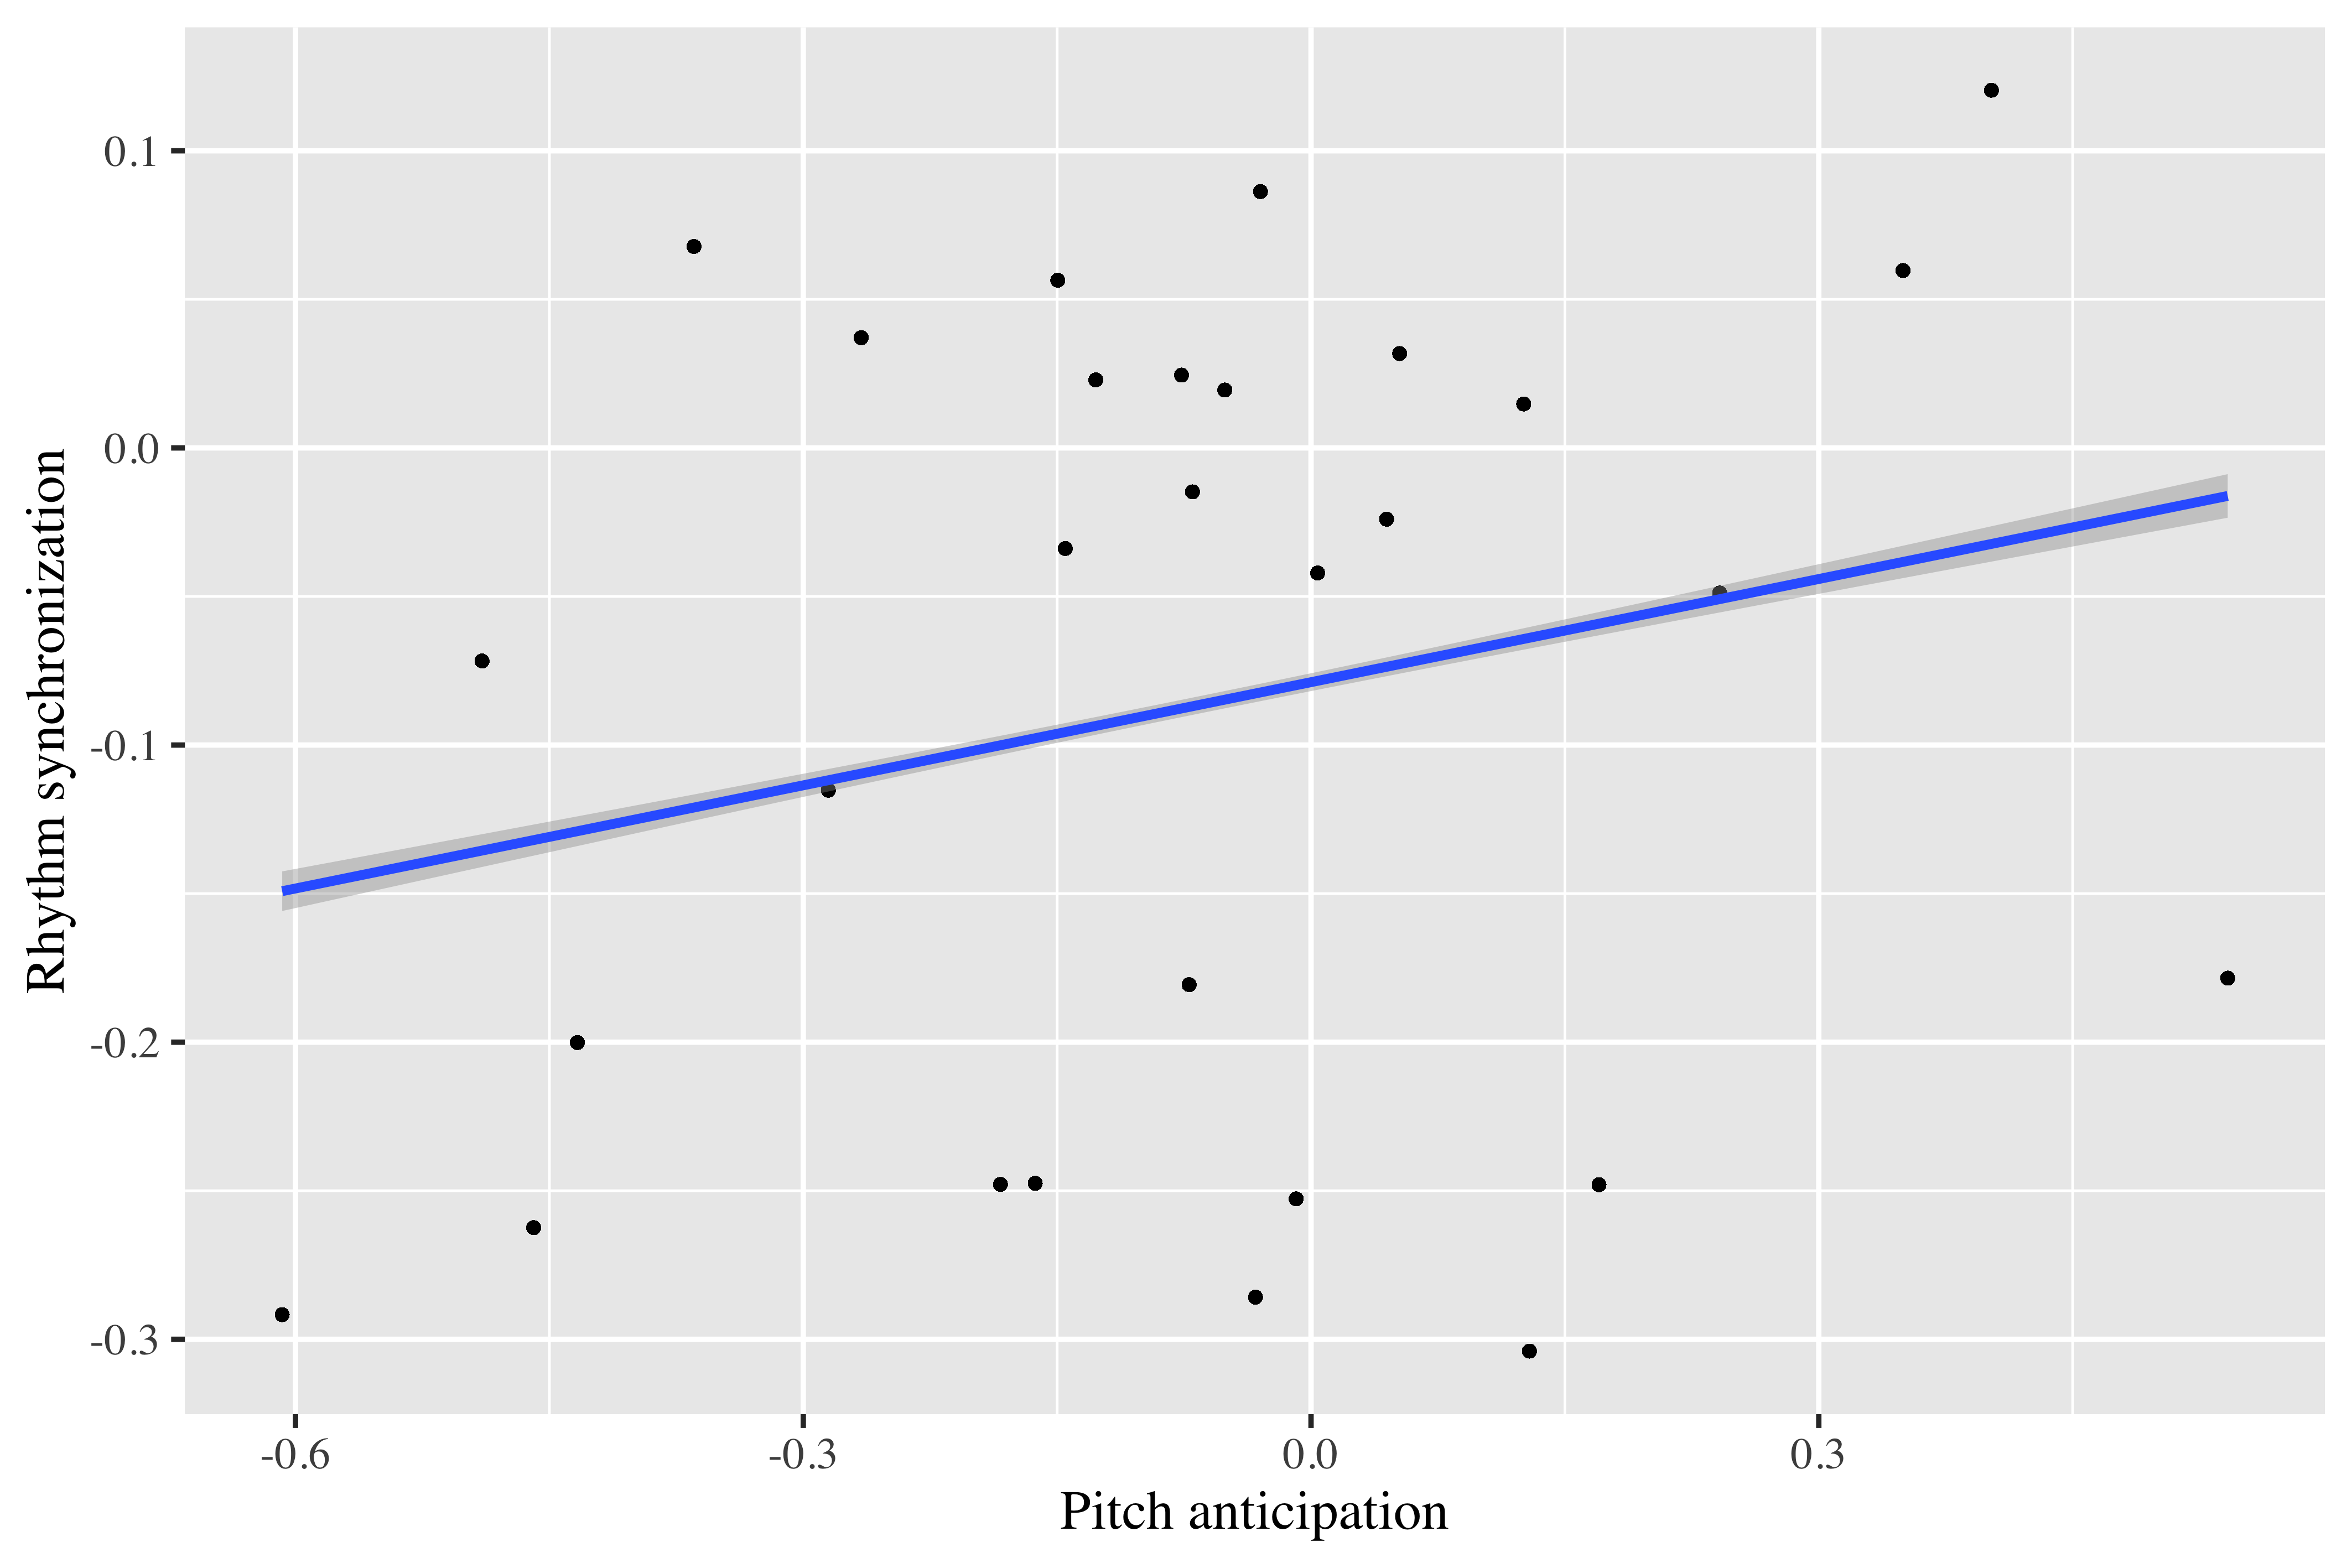 Rhythm synchronization
0.1
0.0
-0.1
-0.2
-0.3
-0.6 -0.3 0.0 0.3
Pitch anticipation